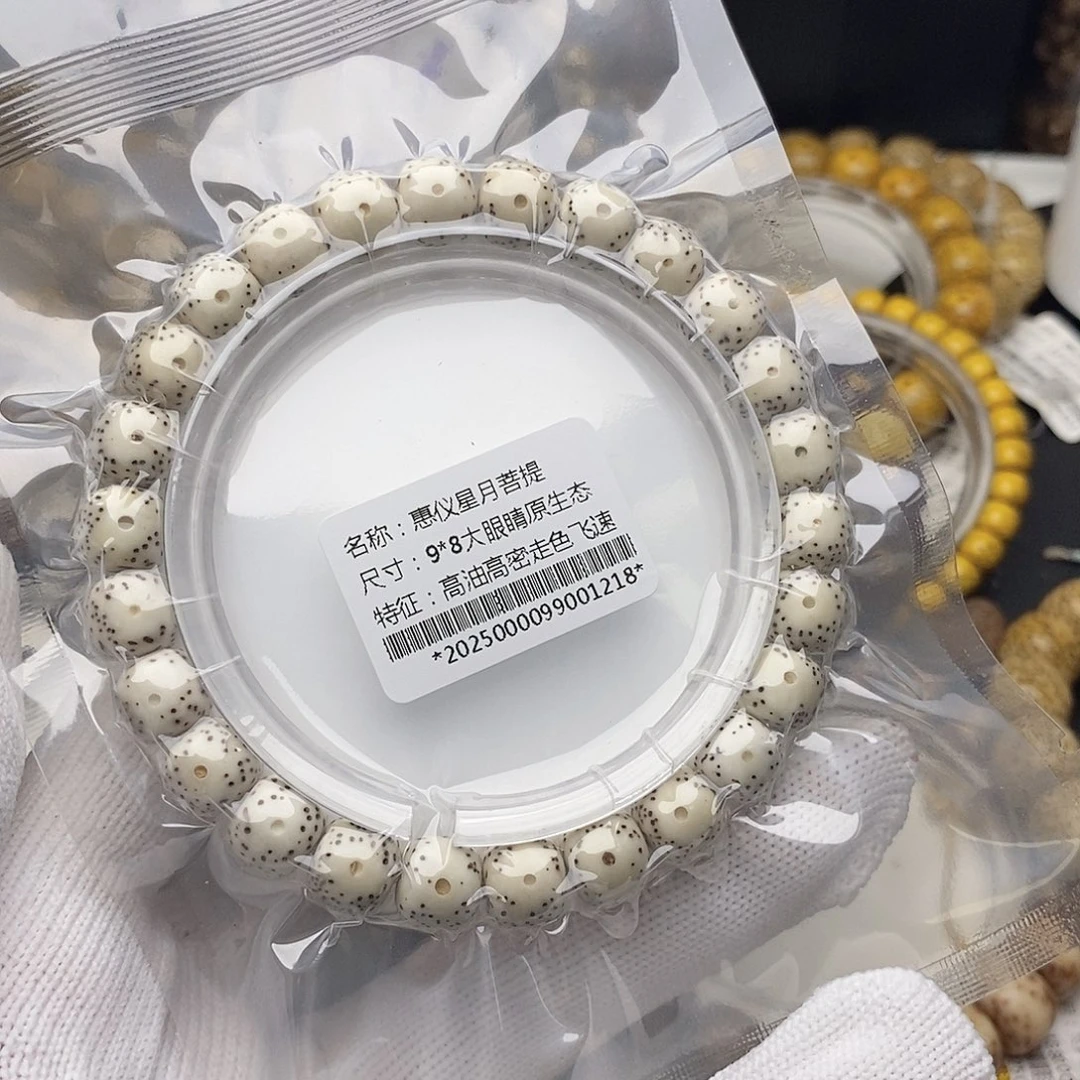 名称：惠仪星月菩提
尺寸：9*8大眼睛原生态
特征：高油高密走色飞速
*2025000099001218*